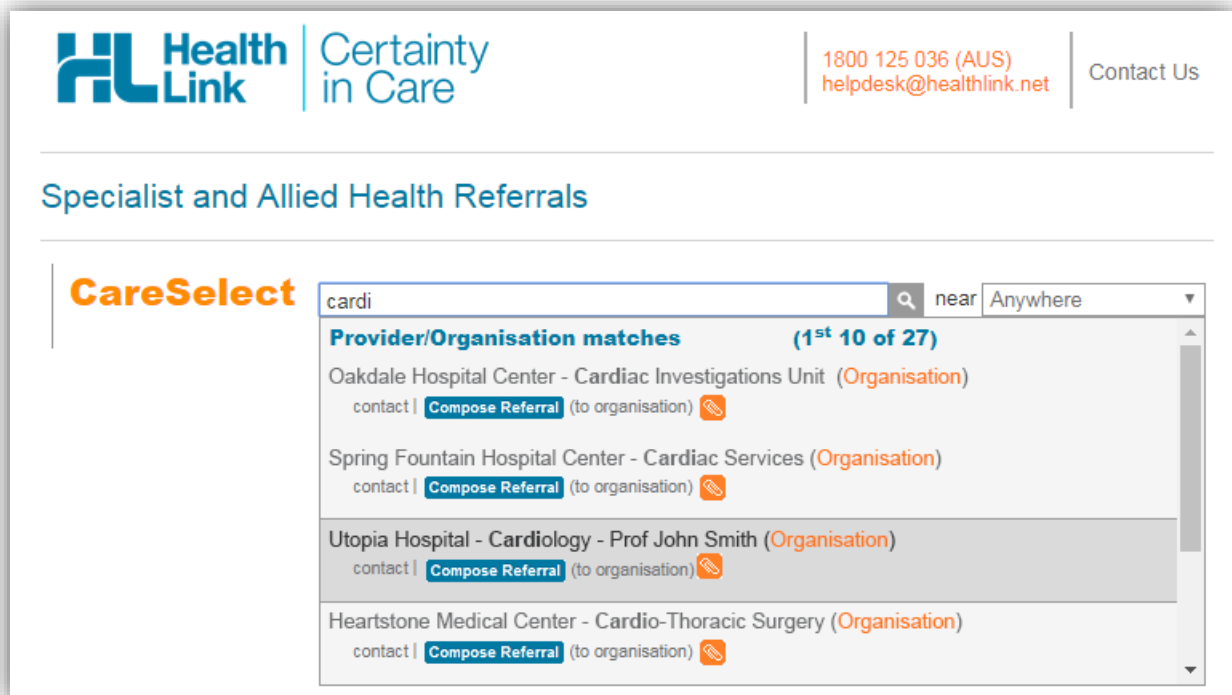 HL Health Link
Certainty in Care
1800 125 036 (AUS)
helpdesk@healthlink.net
Contact Us
Specialist and Allied Health Referrals
CareSelect cardi near Anywhere
Provider/Organisation matches (1st 10 of 27)
Oakdale Hospital Center - Cardiac Investigations Unit (Organisation)
contact | Compose Referral (to organisation)
Spring Fountain Hospital Center - Cardiac Services (Organisation)
contact | Compose Referral (to organisation)
Utopia Hospital - Cardiology - Prof John Smith (Organisation)
contact | Compose Referral (to organisation)
Heartstone Medical Center - Cardio-Thoracic Surgery (Organisation)
contact | Compose Referral (to organisation)